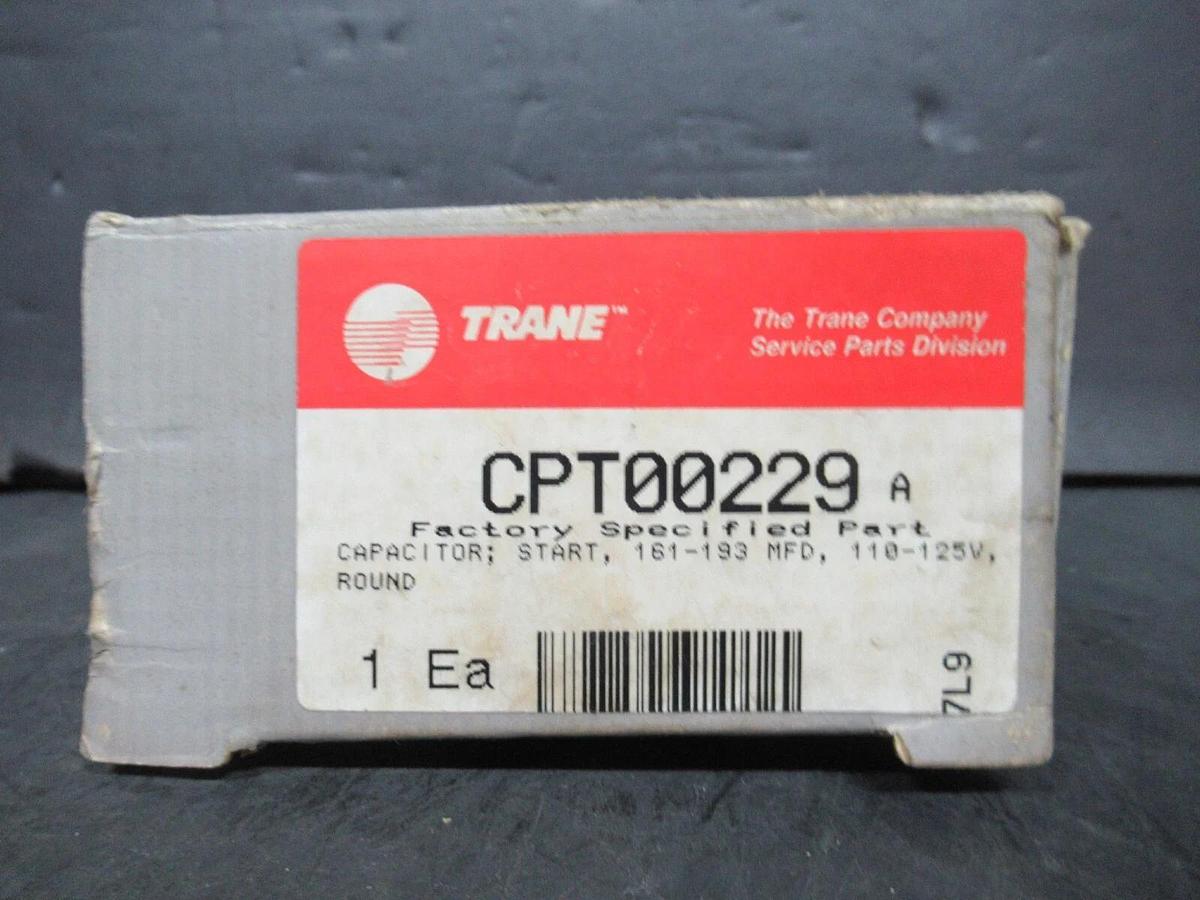 TRANE™
The Trane Company
Service Parts Division
CPT00229 A
Factory Specified Part
CAPACITOR; START, 161-193 MFD, 110-125V,
ROUND
1 Ea
7L9